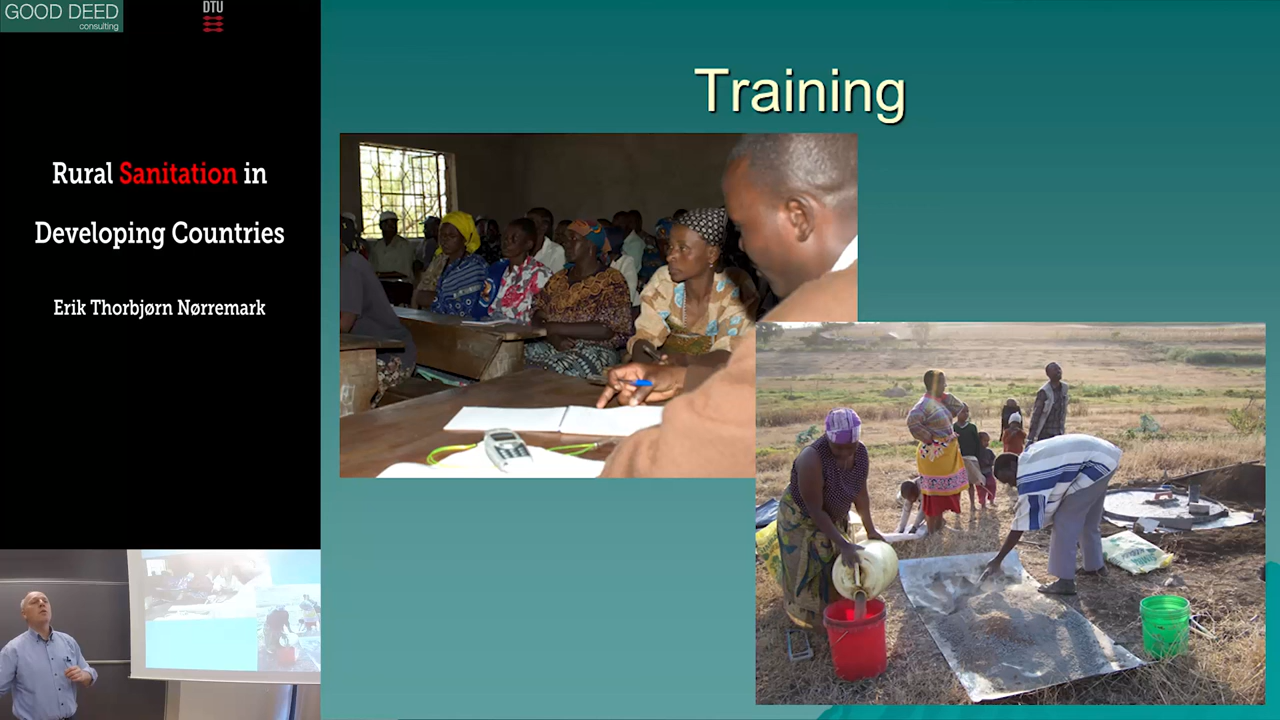 GOOD DEED
consulting
DTU
Rural Sanitation in
Developing Countries
Erik Thorbjørn Nørremark
Training